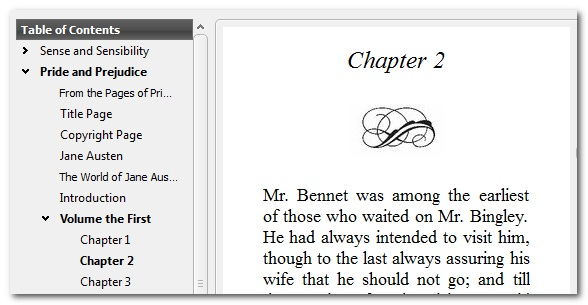 Table of Contents
Sense and Sensibility
Pride and Prejudice
From the Pages of Pri...
Title Page
Copyright Page
Jane Austen
The World of Jane Aus...
Introduction
Volume the First
Chapter 1
Chapter 2
Chapter 3
Chapter 2
Mr. Bennet was among the earliest
of those who waited on Mr. Bingley.
He had always intended to visit him,
though to the last always assuring his
wife that he should not go; and till